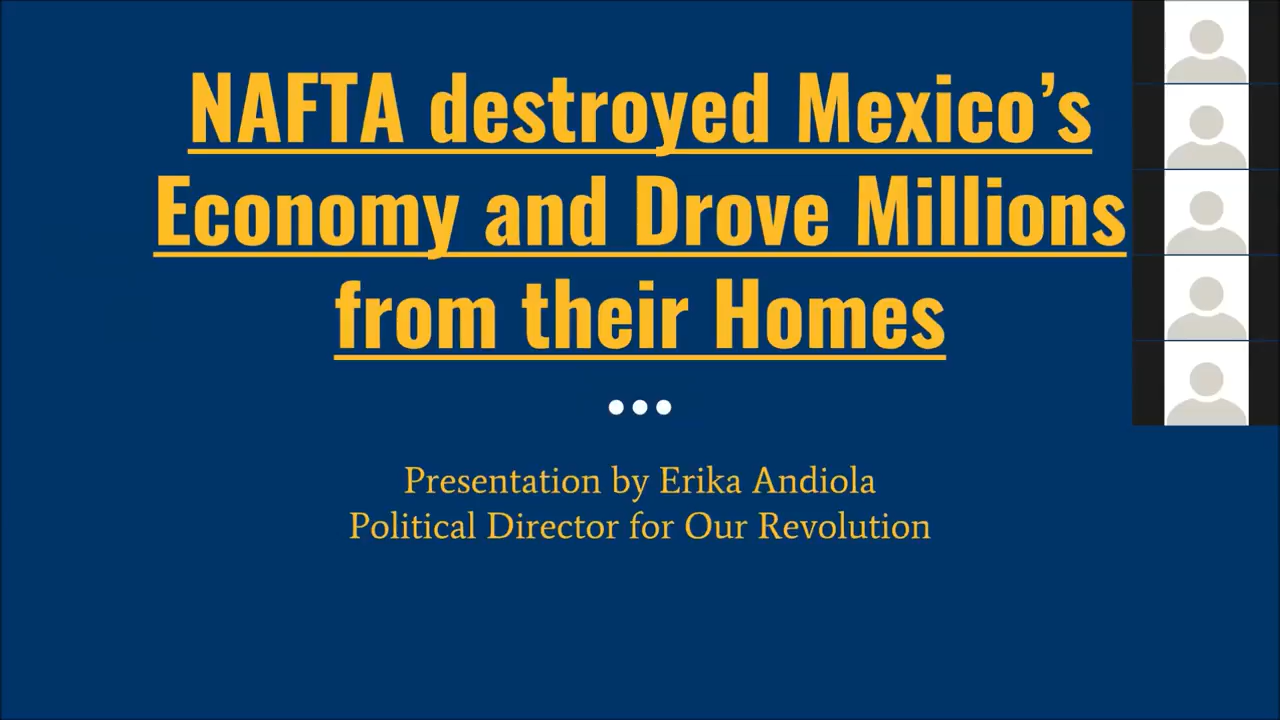 NAFTA destroyed Mexico’s
Economy and Drove Millions
from their Homes
Presentation by Erika Andiola
Political Director for Our Revolution